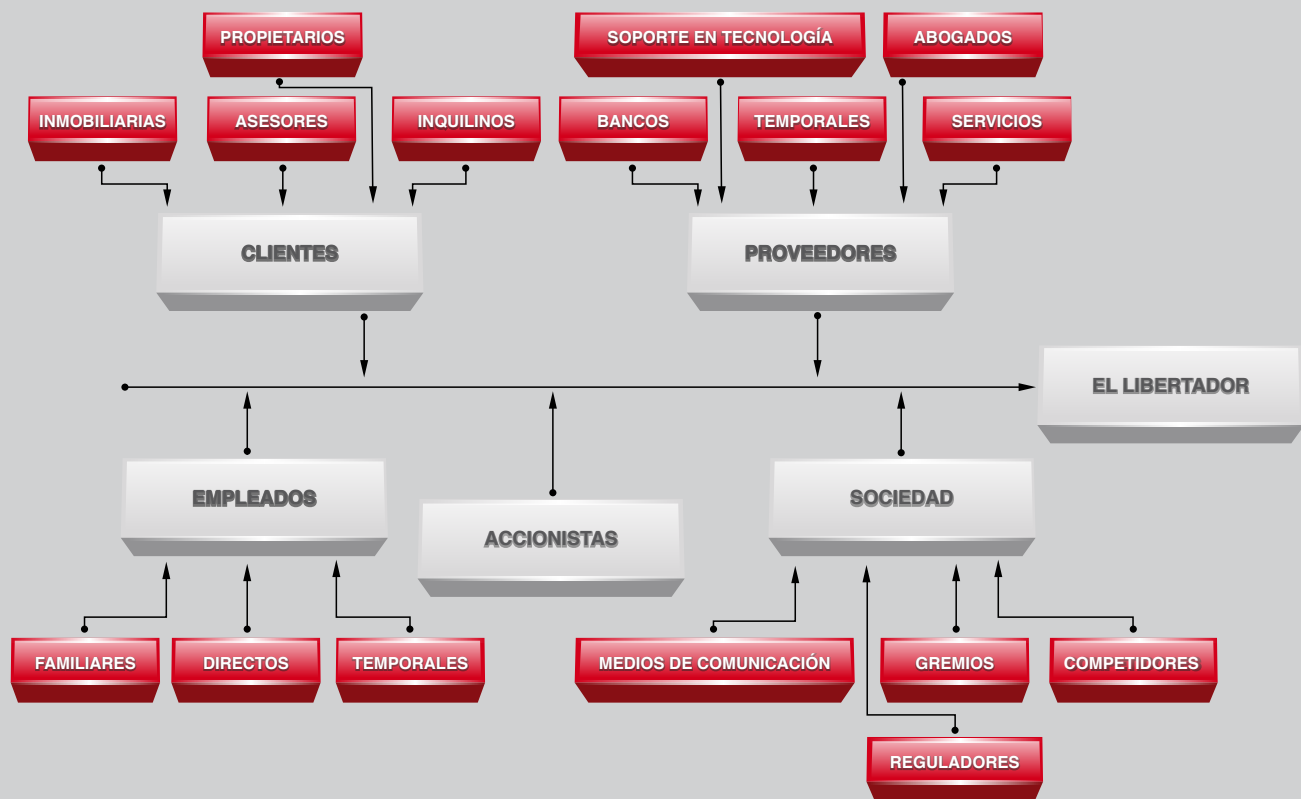 PROPIETARIOS
SOPORTE EN TECNOLOGÍA
ABOGADOS
INMOBILIARIAS
ASESORES
INQUILINOS
BANCOS
TEMPORALES
SERVICIOS
CLIENTES
PROVEEDORES
EL LIBERTADOR
EMPLEADOS
ACCIONISTAS
SOCIEDAD
FAMILIARES
DIRECTOS
TEMPORALES
MEDIOS DE COMUNICACIÓN
GREMIOS
COMPETIDORES
REGULADORES